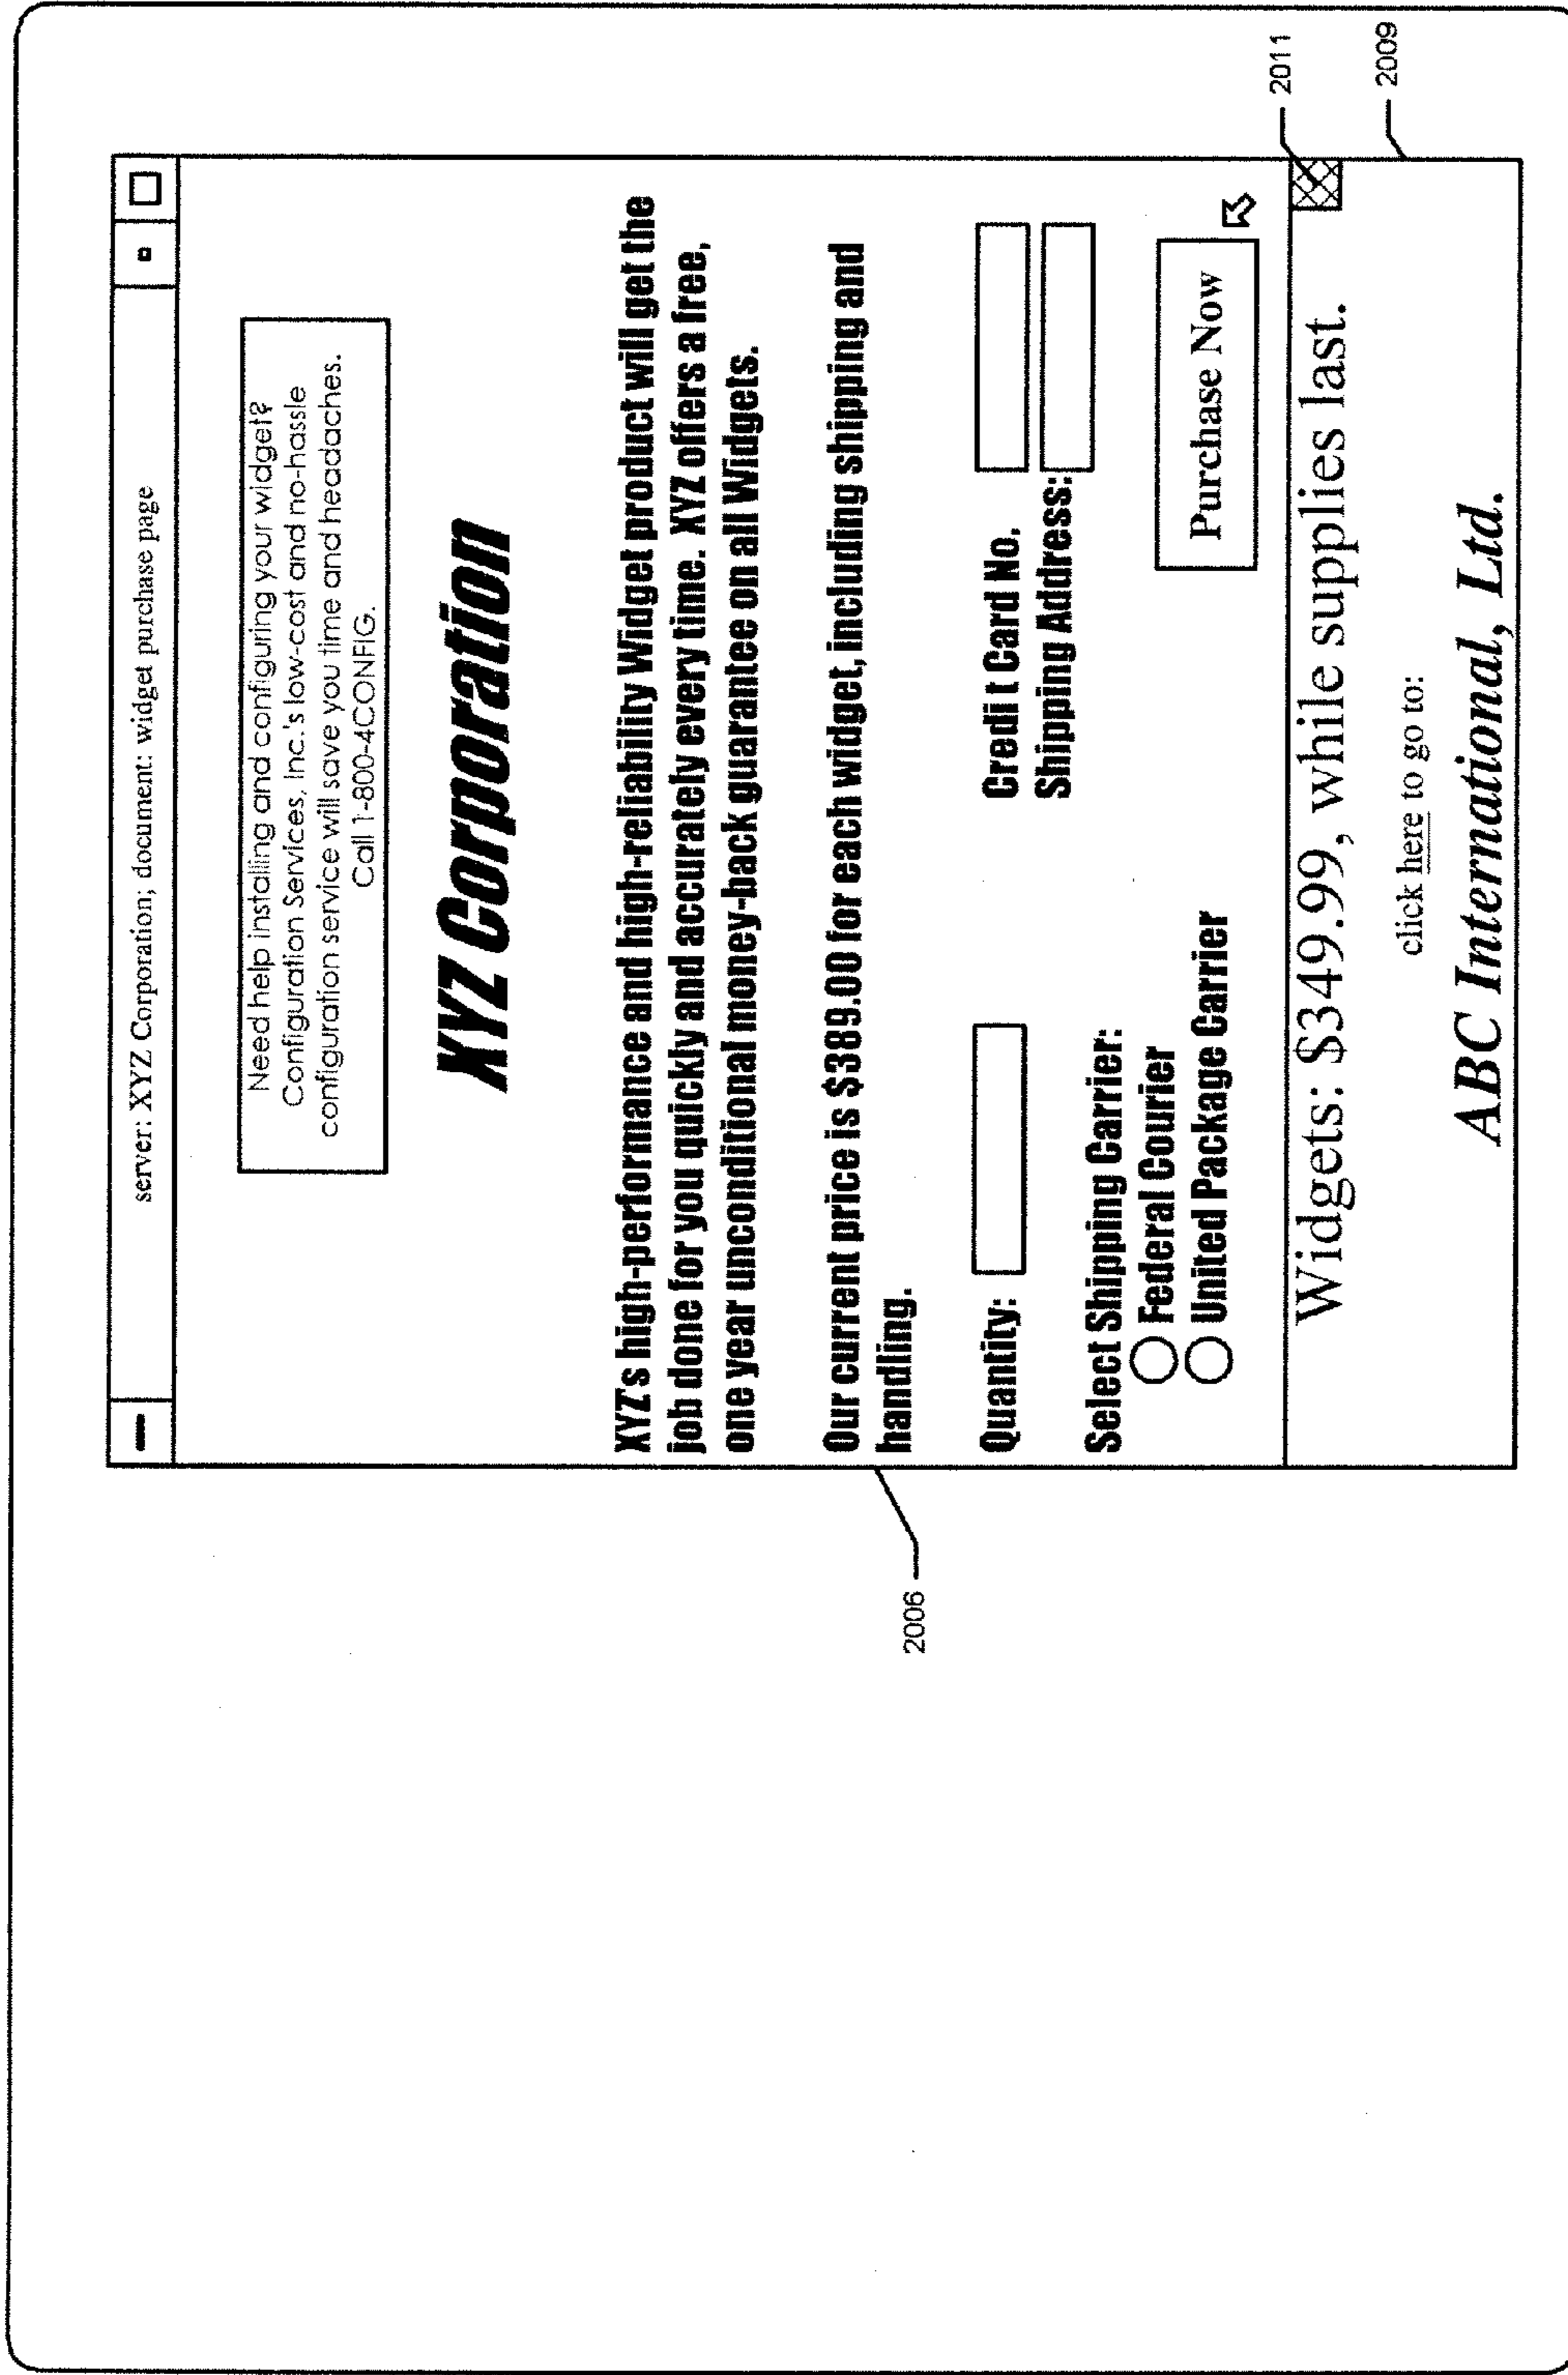 server: XYZ Corporation; document: widget purchase page
Need help installing and configuring your widget?
Configuration Services, Inc.'s low-cost and no-hassle
configuration service will save you time and headaches.
Call 1-800-4CONFIG.
XYZ Corporation
XYZ's high-performance and high-reliability Widget product will get the
job done for you quickly and accurately every time. XYZ offers a free,
one year unconditional money-back guarantee on all Widgets.
Our current price is $389.00 for each widget, including shipping and
handling.
2006
Quantity:
Credi t Card No.
Shipping Address:
Select Shipping Carrier:
Federal Courier
United Package Carrier
Purchase Now
2011
Widgets: $349.99, while supplies last.
2009
click here to go to:
ABC International, Ltd.